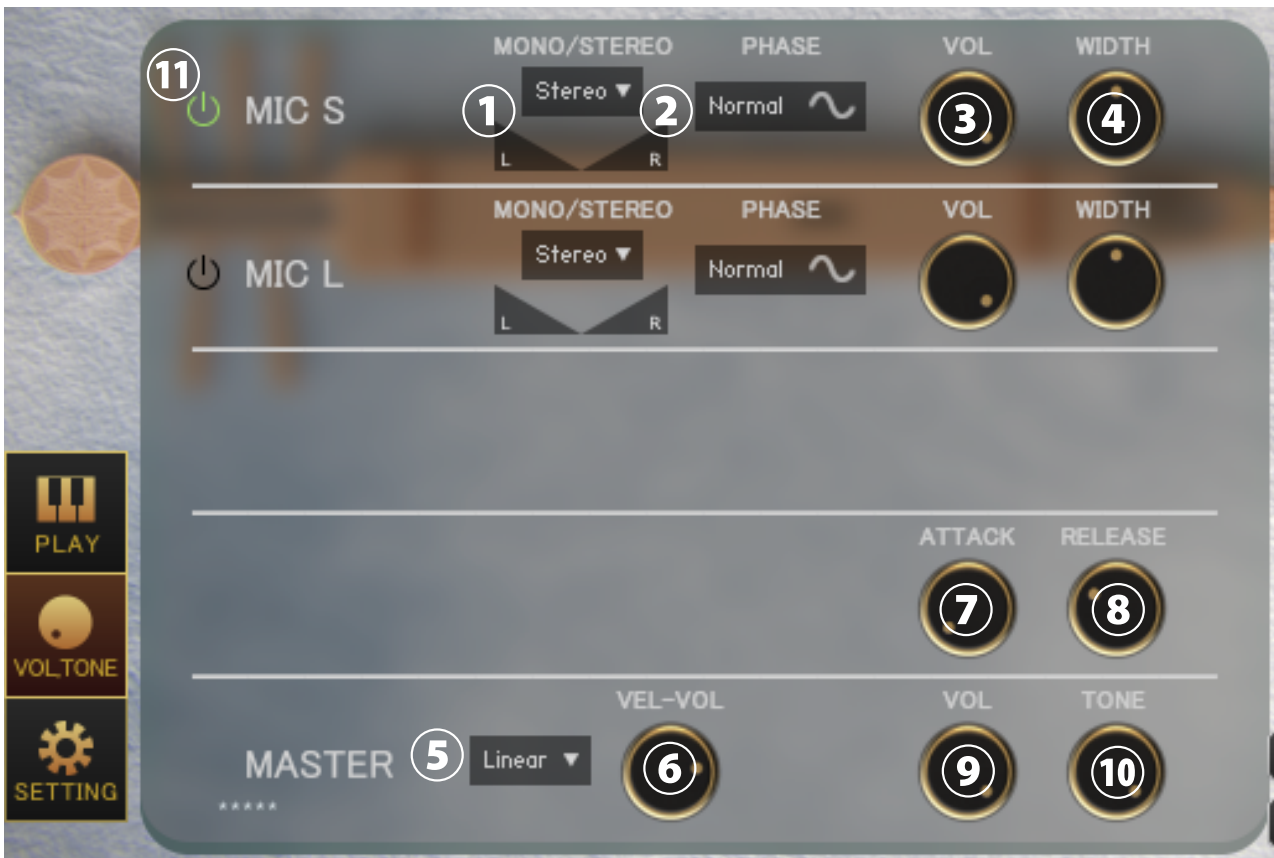 MONO/STEREO PHASE VOL WIDTH
11 MIC S 1 Stereo ▼ 2 Normal 3 4
L R
MONO/STEREO PHASE VOL WIDTH
MIC L Stereo ▼ Normal
L R
PLAY
ATTACK RELEASE
7 8
VOL,TONE
VEL-VOL VOL TONE
MASTER 5 Linear ▼ 6 9 10
SETTING
*****